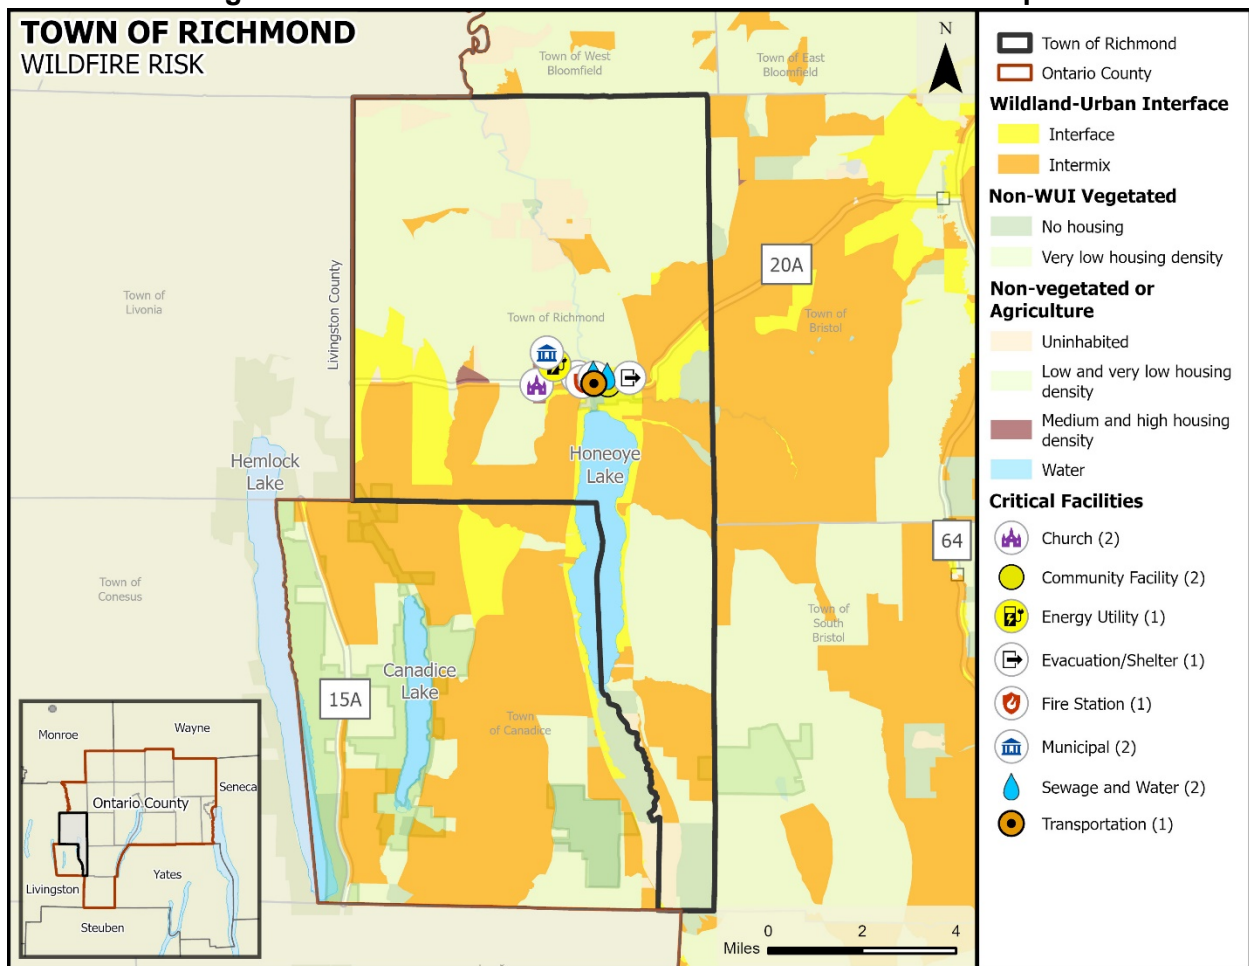 TOWN OF RICHMOND
WILDFIRE RISK
Town of West
Bloomfield
Town of East
Bloomfield
N
Livingston County
Town of
Livonia
20A
Town of
Bristol
Town of Richmond
Hemlock
Lake
Honeoye
Lake
64
Town of
Conesus
Town of
South
Bristol
Canadice
Lake
15A
Town
of Canadice
Monroe
Wayne
Seneca
Ontario County
Livingston
Yates
Steuben
0 2 4
Miles
Town of Richmond
Ontario County
Wildland-Urban Interface
Interface
Intermix
Non-WUI Vegetated
No housing
Very low housing density
Non-vegetated or
Agriculture
Uninhabited
Low and very low housing
density
Medium and high housing
density
Water
Critical Facilities
Church (2)
Community Facility (2)
Energy Utility (1)
Evacuation/Shelter (1)
Fire Station (1)
Municipal (2)
Sewage and Water (2)
Transportation (1)